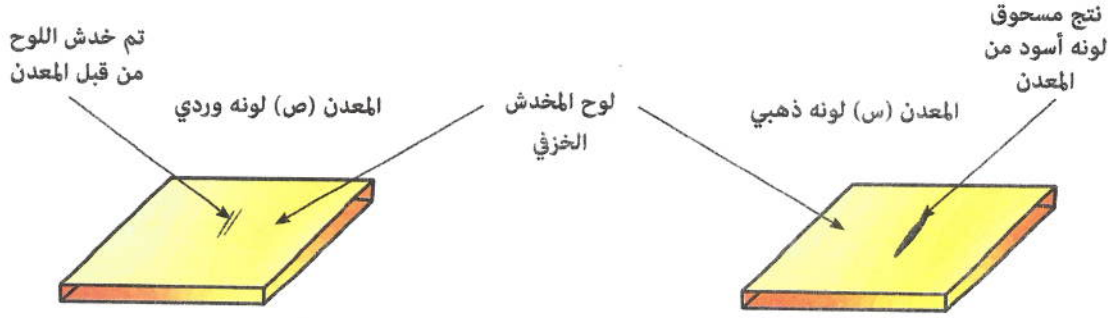 نتج مسحوق
لونه أسود من
المعدن
المعدن (س) لونه ذهبي
لوح المخدش
الخزفي
تم خدش اللوح
من قبل المعدن
المعدن (ص) لونه وردي